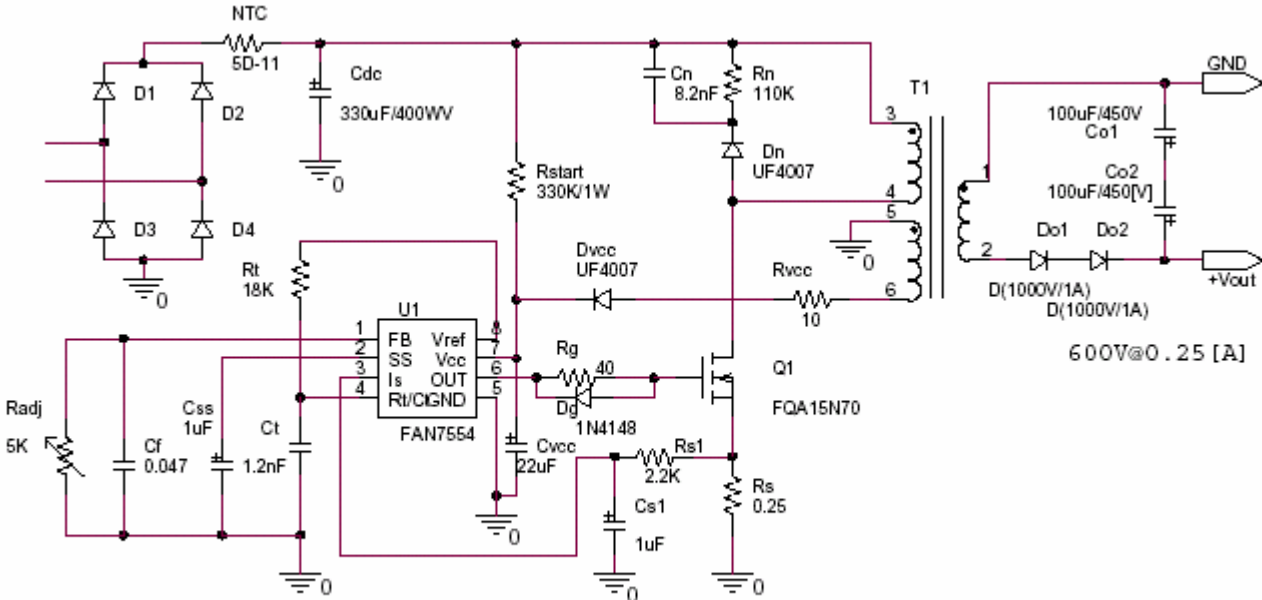 NTC
5D-11
D1
D2
Cdc
330uF/400WV
0
Cn
8.2nF
Rn
110K
Dn
UF4007
T1
3
4
5
6
1
2
0
GND
100uF/450V
Co1
Co2
100uF/450[V]
Do1
Do2
D(1000V/1A)
D(1000V/1A)
+Vout
600V@0.25[A]
Rstart
330K/1W
D3
D4
0
Rt
18K
Dvcc
UF4007
Rvcc
10
U1
1
2
3
4
8
7
6
5
FB
Vref
SS
Vcc
Is
OUT
Rt/Ct
GND
FAN7554
Rg
40
Dg
1N4148
Q1
FQA15N70
Radj
5K
Cf
0.047
Css
1uF
Ct
1.2nF
0
Cvcc
22uF
0
Rs1
2.2K
Cs1
1uF
0
Rs
0.25
0